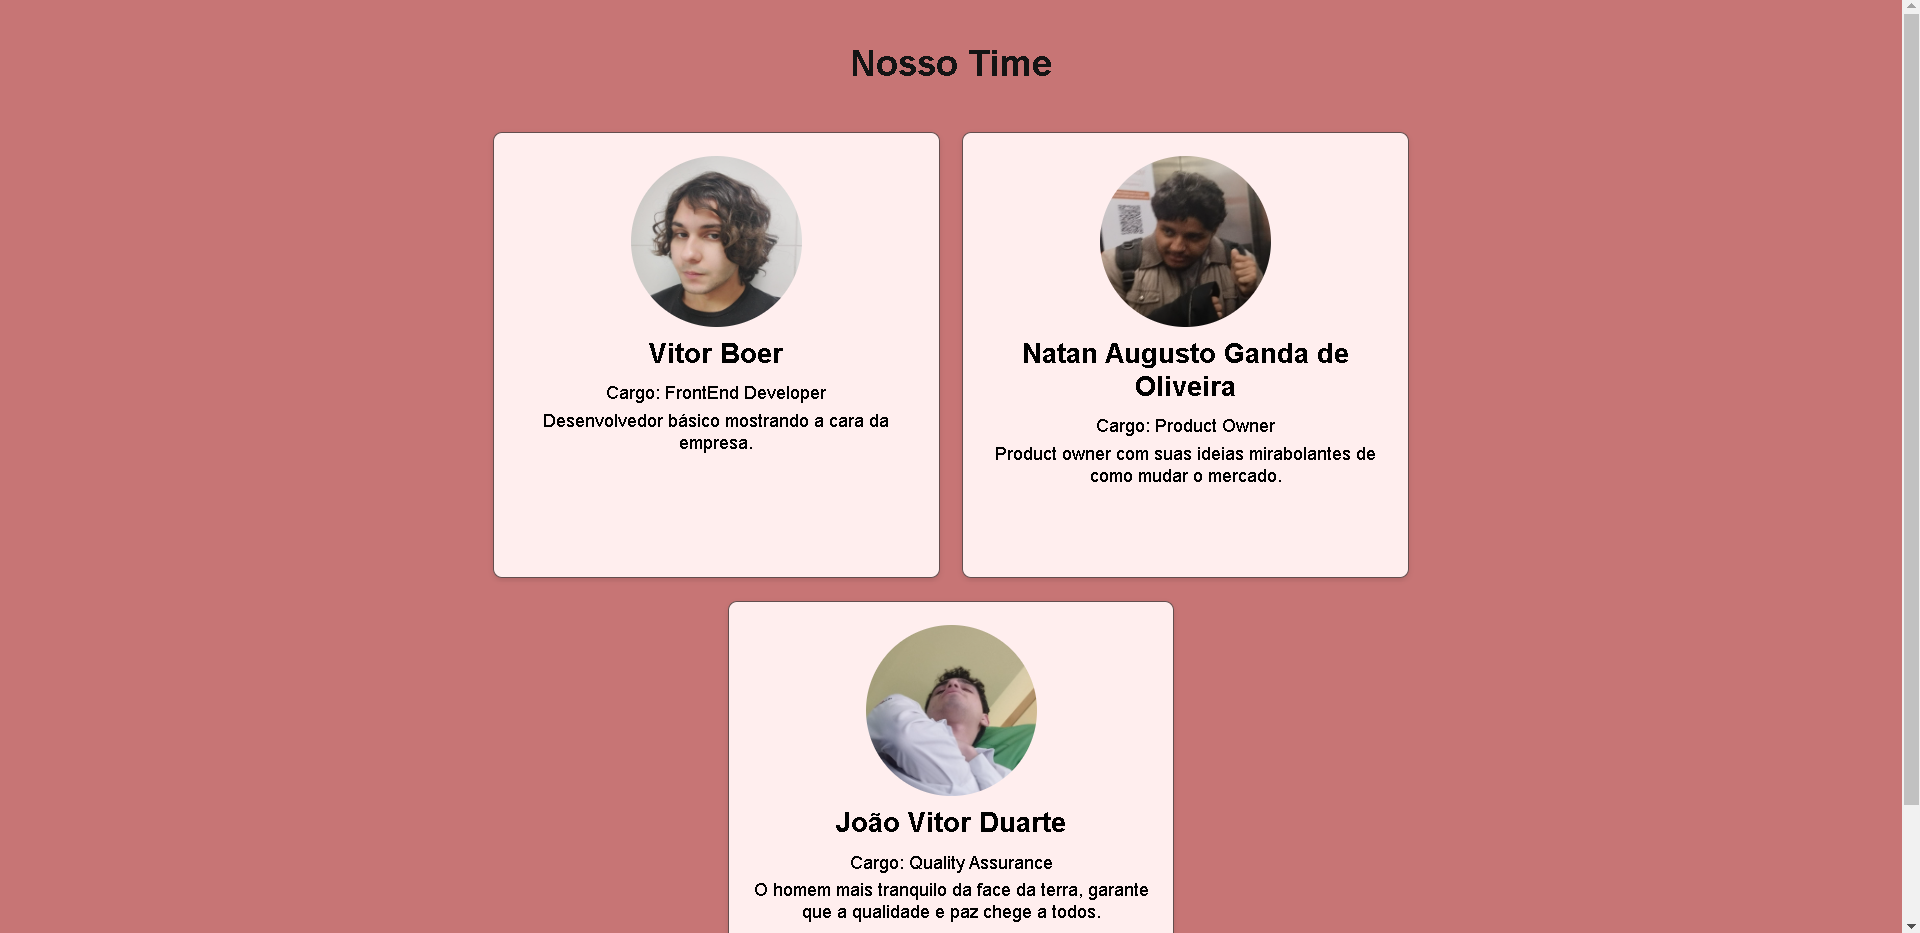 Nosso Time
Vitor Boer
Cargo: FrontEnd Developer
Desenvolvedor básico mostrando a cara da
empresa.
Natan Augusto Ganda de
Oliveira
Cargo: Product Owner
Product owner com suas ideias mirabolantes de
como mudar o mercado.
João Vitor Duarte
Cargo: Quality Assurance
O homem mais tranquilo da face da terra, garante
que a qualidade e paz chege a todos.